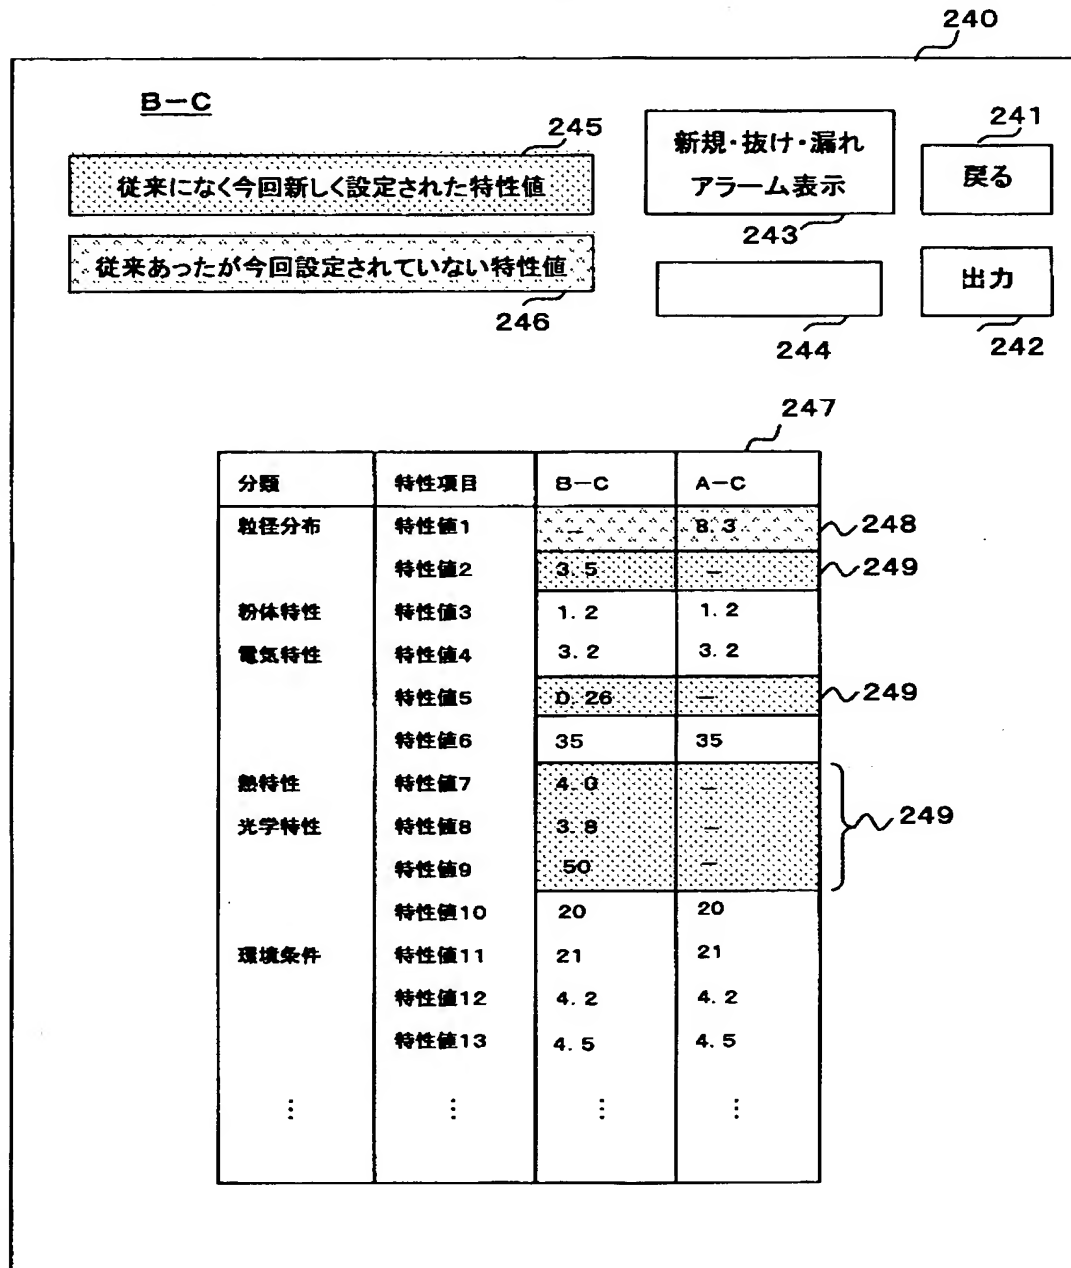 240
B-C
245
従来になく今回新しく設定された特性値
新規・抜け・漏れ
アラーム表示
243
241
戻る
従来あったが今回設定されていない特性値
246
244
出力
242
247
分類 特性項目 B-C A-C
粒径分布 特性値1 — 8.3 248
特性値2 3.5 — 249
粉体特性 特性値3 1.2 1.2
電気特性 特性値4 3.2 3.2
特性値5 0.26 — 249
特性値6 35 35
熱特性 特性値7 4.0 —
光学特性 特性値8 3.8 — 249
特性値9 50 —
特性値10 20 20
環境条件 特性値11 21 21
特性値12 4.2 4.2
特性値13 4.5 4.5
⋮ ⋮ ⋮ ⋮